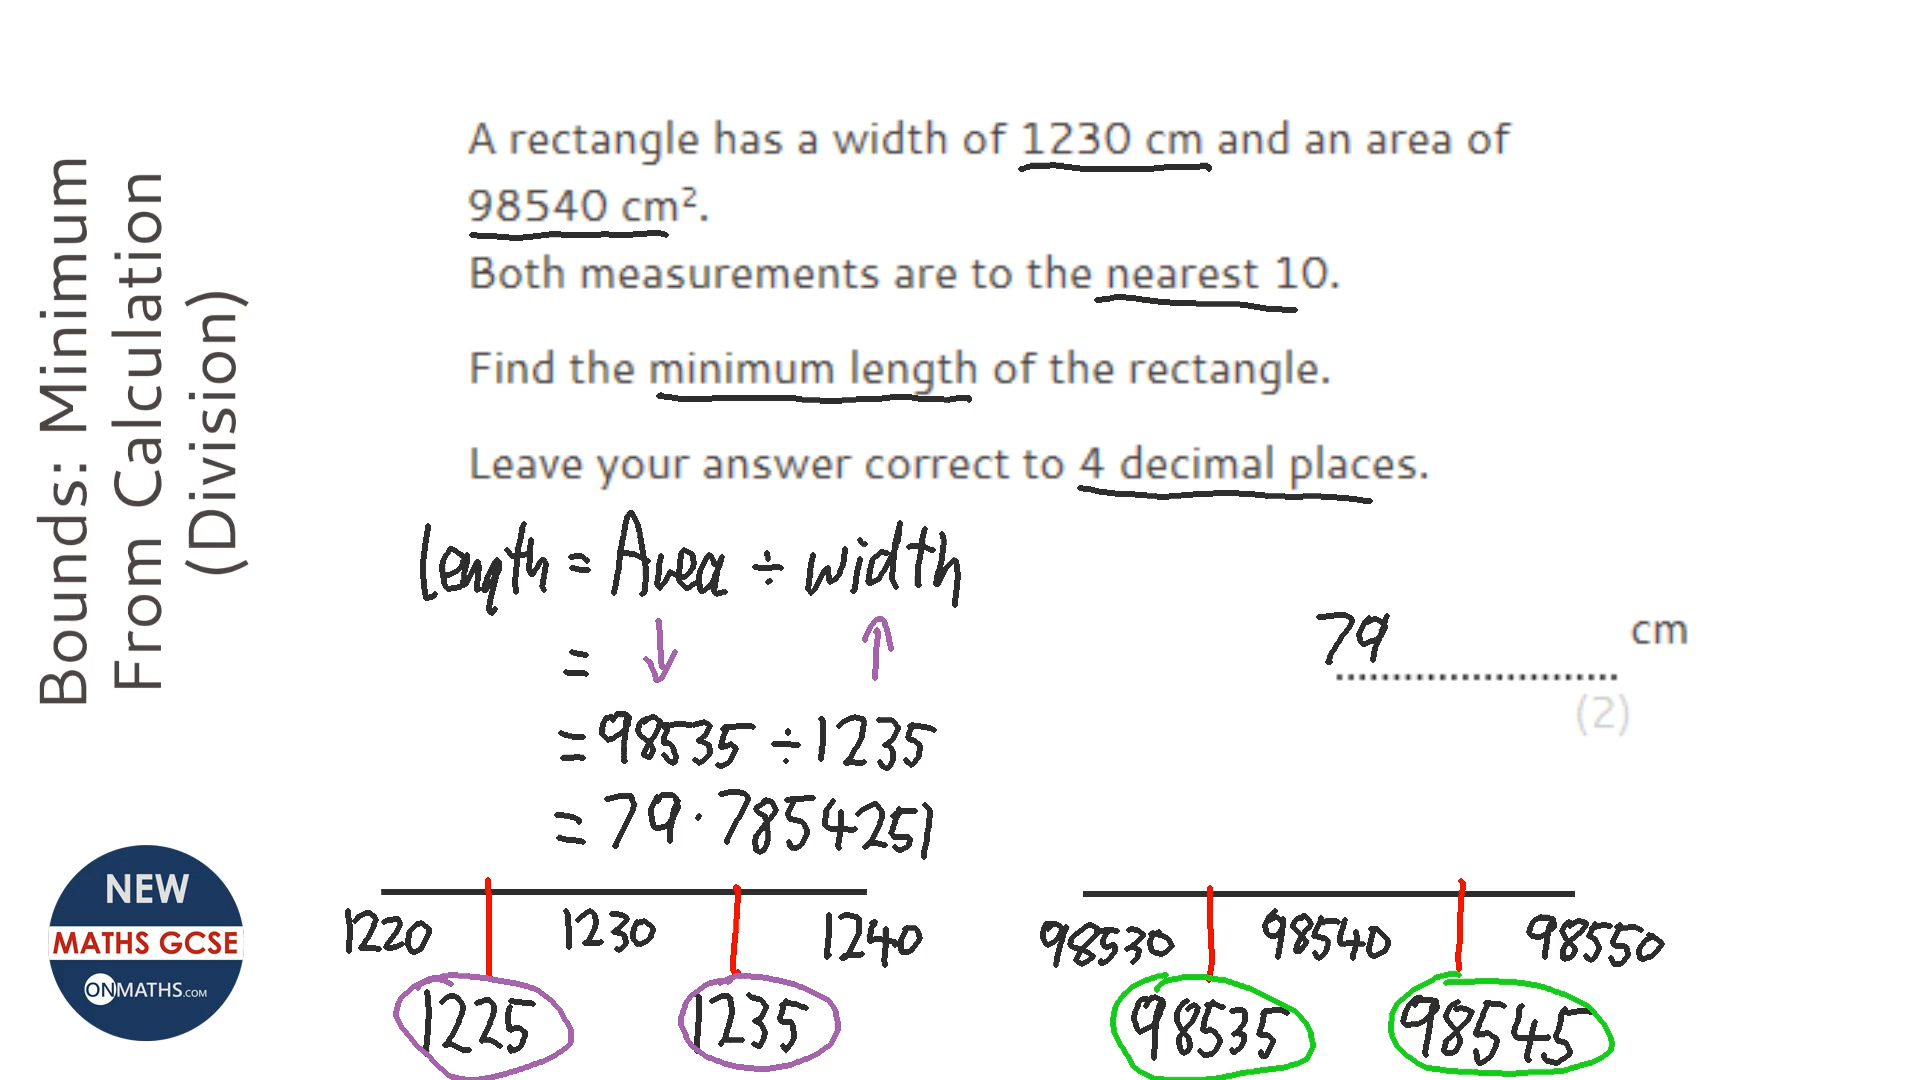 Bounds: Minimum
From Calculation
(Division)
A rectangle has a width of 1230 cm and an area of
98540 cm².
Both measurements are to the nearest 10.
Find the minimum length of the rectangle.
Leave your answer correct to 4 decimal places.
length = Area ÷ width
= ↓ ↑
= 98535 ÷ 1235
= 79.7854251
79 cm
(2)
1220 1230 1240
1225 1235
98530 98540 98550
98535 98545
NEW
MATHS GCSE
ONMATHS.COM